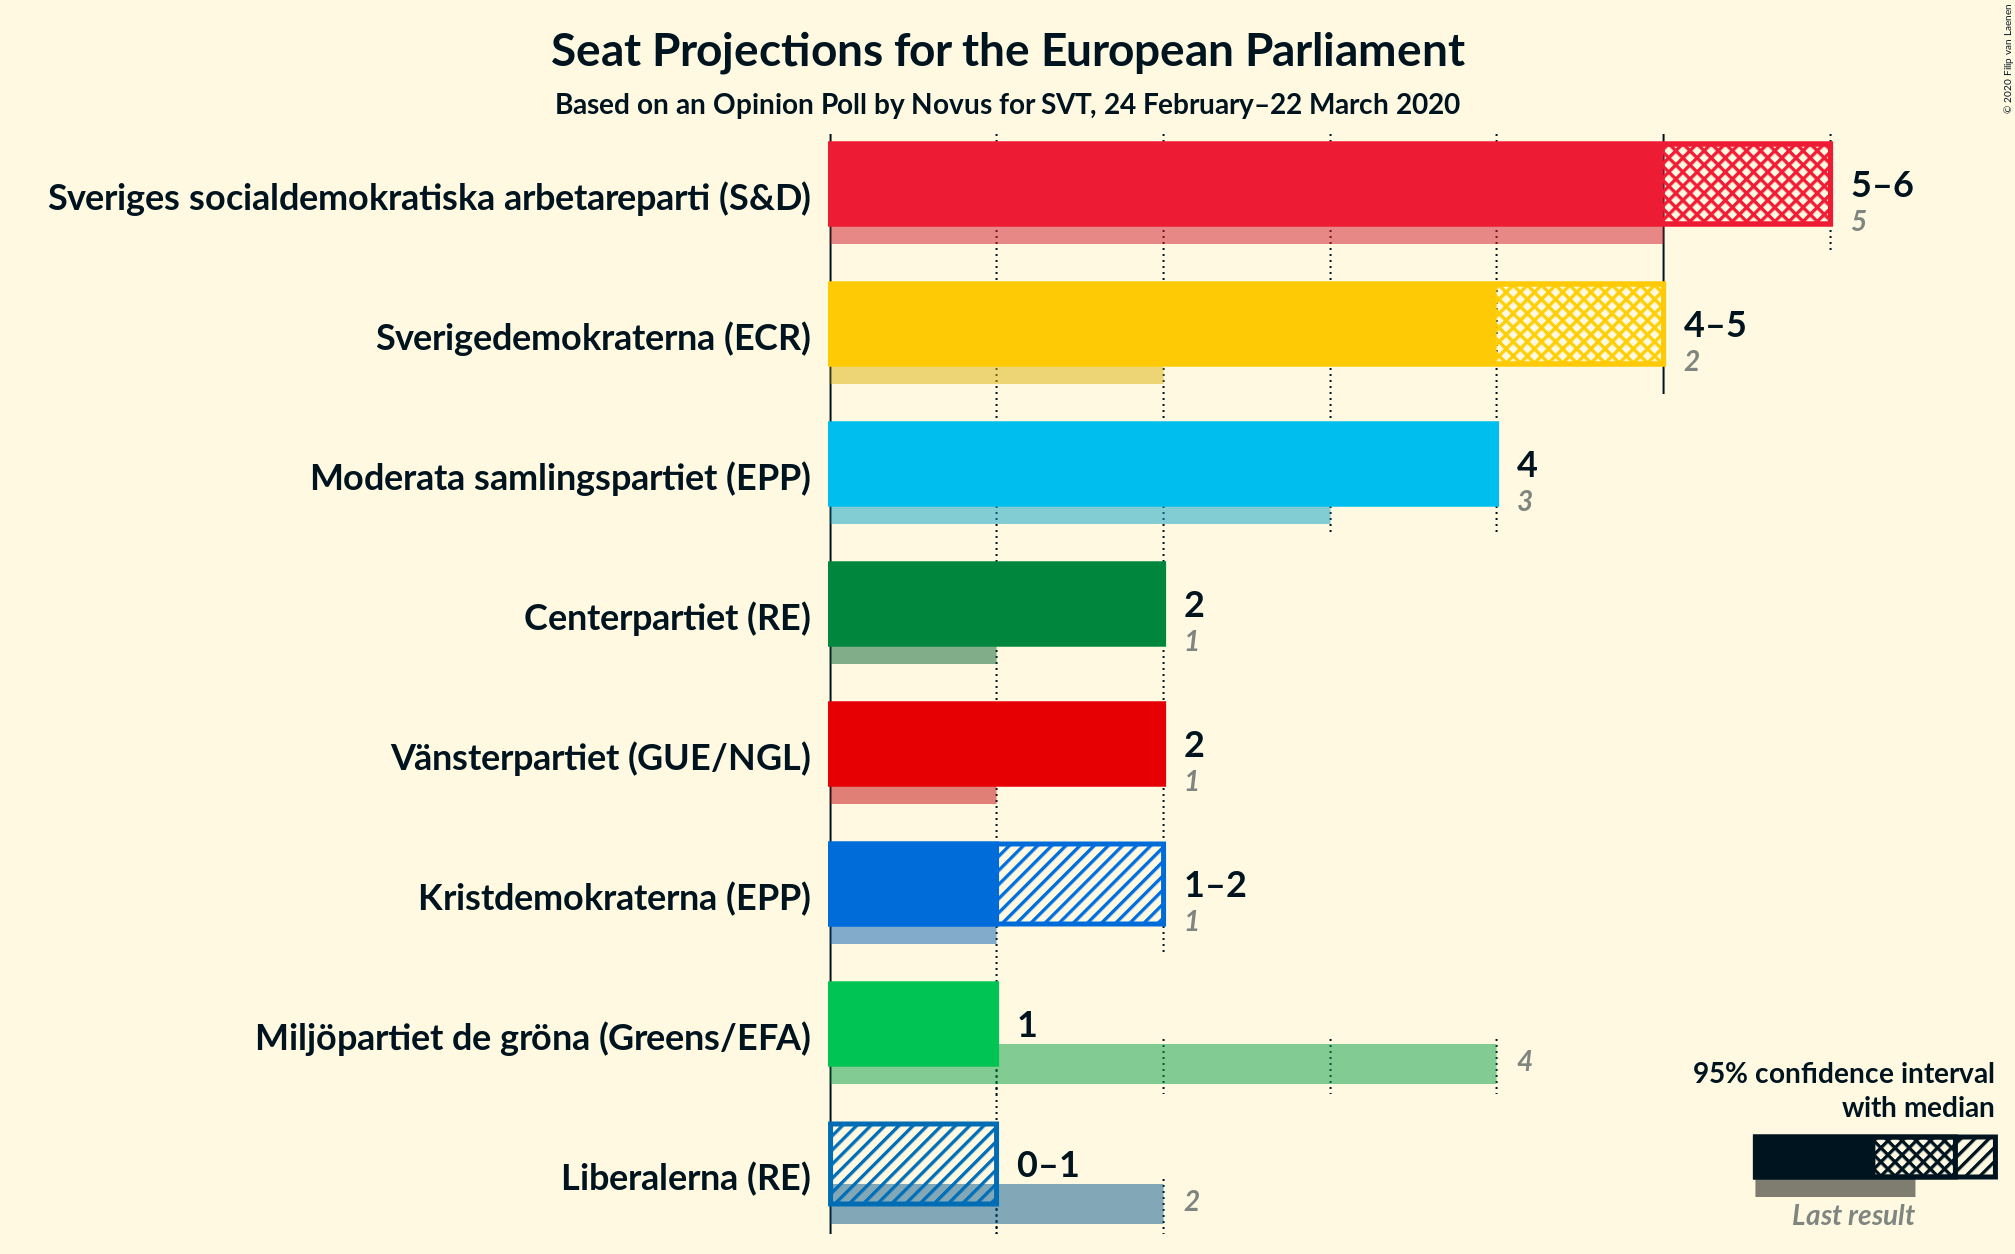 Seat Projections for the European Parliament
Based on an Opinion Poll by Novus for SVT, 24 February–22 March 2020
© 2020 Filip van Laenen
Sveriges socialdemokratiska arbetareparti (S&D)
5–6
5
Sverigedemokraterna (ECR)
4–5
2
Moderata samlingspartiet (EPP)
4
3
Centerpartiet (RE)
2
1
Vänsterpartiet (GUE/NGL)
2
1
Kristdemokraterna (EPP)
1–2
1
Miljöpartiet de gröna (Greens/EFA)
1
4
Liberalerna (RE)
0–1
2
95% confidence interval
with median
Last result